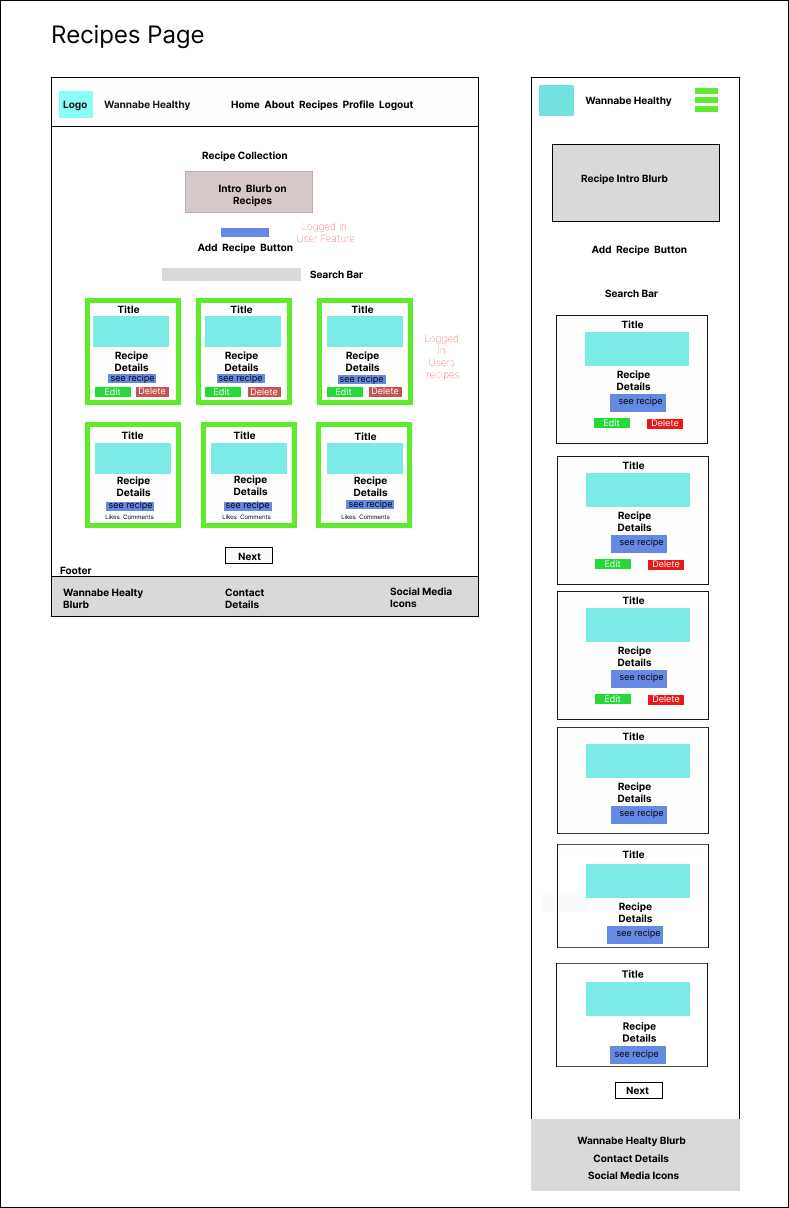 Recipes Page
Logo
Wannabe Healthy
Home About Recipes Profile Logout
Recipe Collection
Intro Blurb on
Recipes
Logged in
User Feature
Add Recipe Button
Search Bar
Title
Recipe
Details
see recipe
Edit
Delete
Title
Recipe
Details
see recipe
Edit
Delete
Title
Recipe
Details
see recipe
Edit
Delete
Logged
in
Users
recipes
Title
Recipe
Details
see recipe
Likes Comments
Title
Recipe
Details
see recipe
Likes Comments
Title
Recipe
Details
see recipe
Likes Comments
Next
Footer
Wannabe Healty
Blurb
Contact
Details
Social Media
Icons
Wannabe Healthy
Recipe Intro Blurb
Add Recipe Button
Search Bar
Title
Recipe
Details
see recipe
Edit
Delete
Title
Recipe
Details
see recipe
Edit
Delete
Title
Recipe
Details
see recipe
Edit
Delete
Title
Recipe
Details
see recipe
Title
Recipe
Details
see recipe
Title
Recipe
Details
see recipe
Next
Wannabe Healty Blurb
Contact Details
Social Media Icons